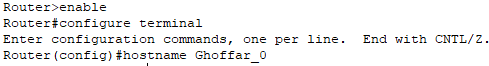 Router>enable
Router#configure terminal
Enter configuration commands, one per line.  End with CNTL/Z.
Router(config)#hostname Ghoffar_0